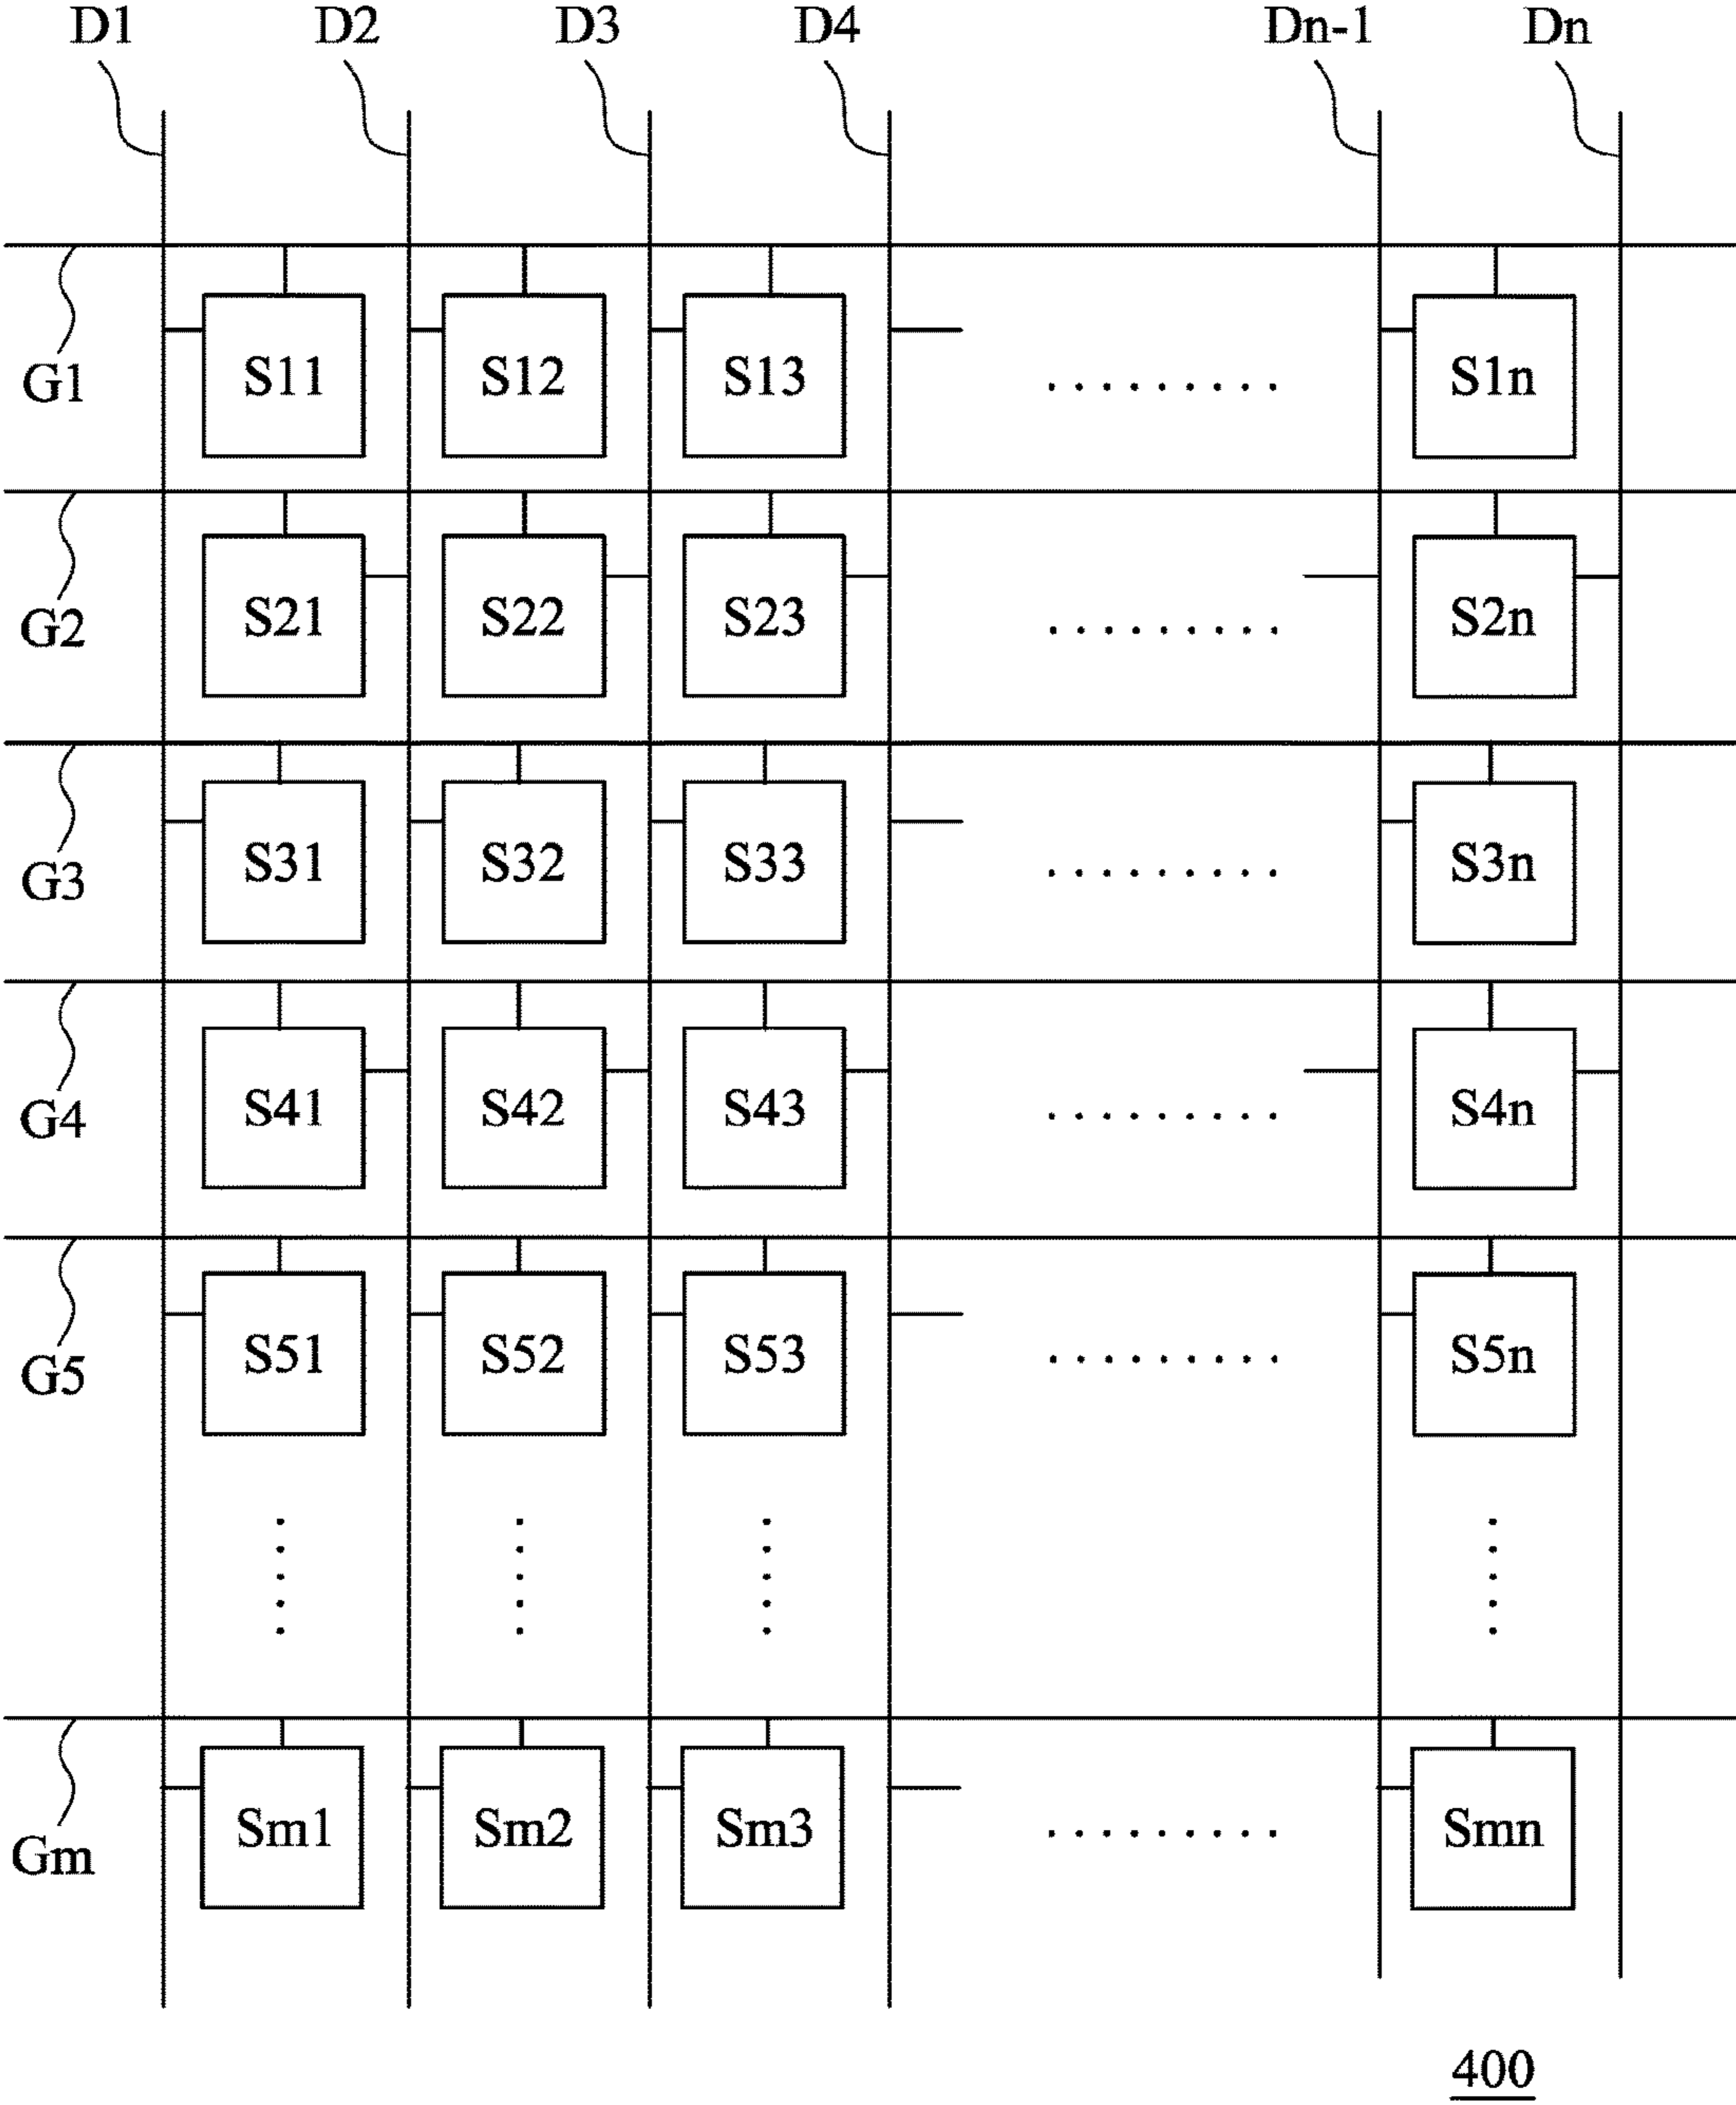 D1 D2 D3 D4 Dn-1 Dn
G1 S11 S12 S13 ......... S1n
G2 S21 S22 S23 ......... S2n
G3 S31 S32 S33 ......... S3n
G4 S41 S42 S43 ......... S4n
G5 S51 S52 S53 ......... S5n
Gm Sm1 Sm2 Sm3 ......... Smn
400